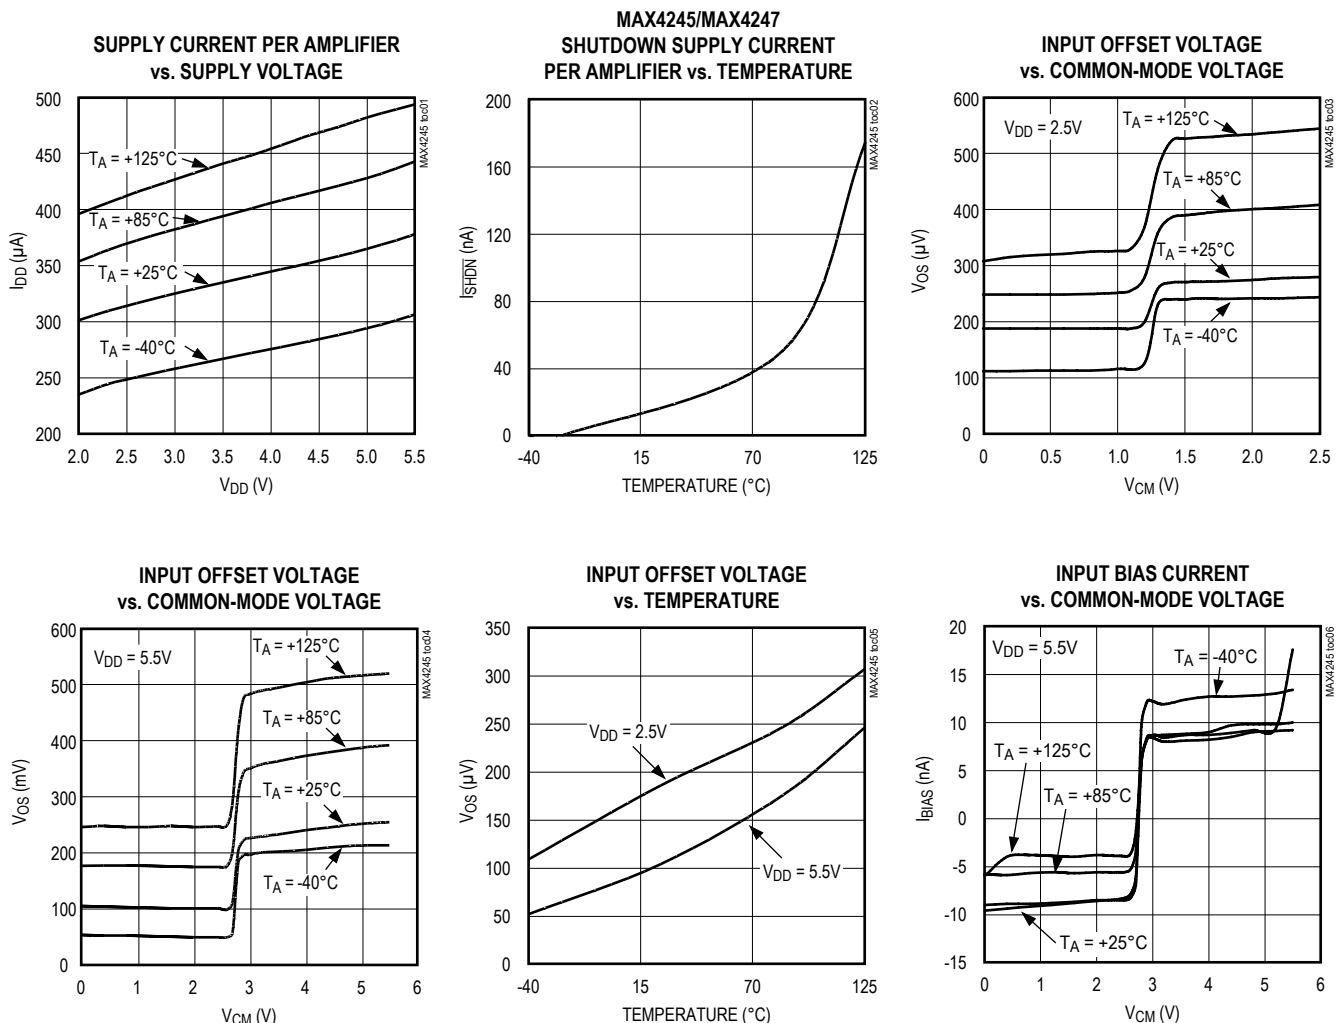 SUPPLY CURRENT PER AMPLIFIER
vs. SUPPLY VOLTAGE
500
450
400
350
300
250
200
I_DD (µA)
T_A = +125°C
T_A = +85°C
T_A = +25°C
T_A = -40°C
2.0 2.5 3.0 3.5 4.0 4.5 5.0 5.5
V_DD (V)
MAX4245 toc01
MAX4245/MAX4247
SHUTDOWN SUPPLY CURRENT
PER AMPLIFIER vs. TEMPERATURE
200
160
120
80
40
0
I_SHDN (nA)
-40 15 70 125
TEMPERATURE (°C)
MAX4245 toc02
INPUT OFFSET VOLTAGE
vs. COMMON-MODE VOLTAGE
600
500
400
300
200
100
0
V_OS (µV)
V_DD = 2.5V
T_A = +125°C
T_A = +85°C
T_A = +25°C
T_A = -40°C
0 0.5 1.0 1.5 2.0 2.5
V_CM (V)
MAX4245 toc03
INPUT OFFSET VOLTAGE
vs. COMMON-MODE VOLTAGE
600
500
400
300
200
100
0
V_OS (mV)
V_DD = 5.5V
T_A = +125°C
T_A = +85°C
T_A = +25°C
T_A = -40°C
0 1 2 3 4 5 6
V_CM (V)
MAX4245 toc04
INPUT OFFSET VOLTAGE
vs. TEMPERATURE
350
300
250
200
150
100
50
0
V_OS (µV)
V_DD = 2.5V
V_DD = 5.5V
-40 15 70 125
TEMPERATURE (°C)
MAX4245 toc05
INPUT BIAS CURRENT
vs. COMMON-MODE VOLTAGE
20
15
10
5
0
-5
-10
-15
I_BIAS (nA)
V_DD = 5.5V
T_A = -40°C
T_A = +125°C
T_A = +85°C
T_A = +25°C
0 1 2 3 4 5 6
V_CM (V)
MAX4245 toc06